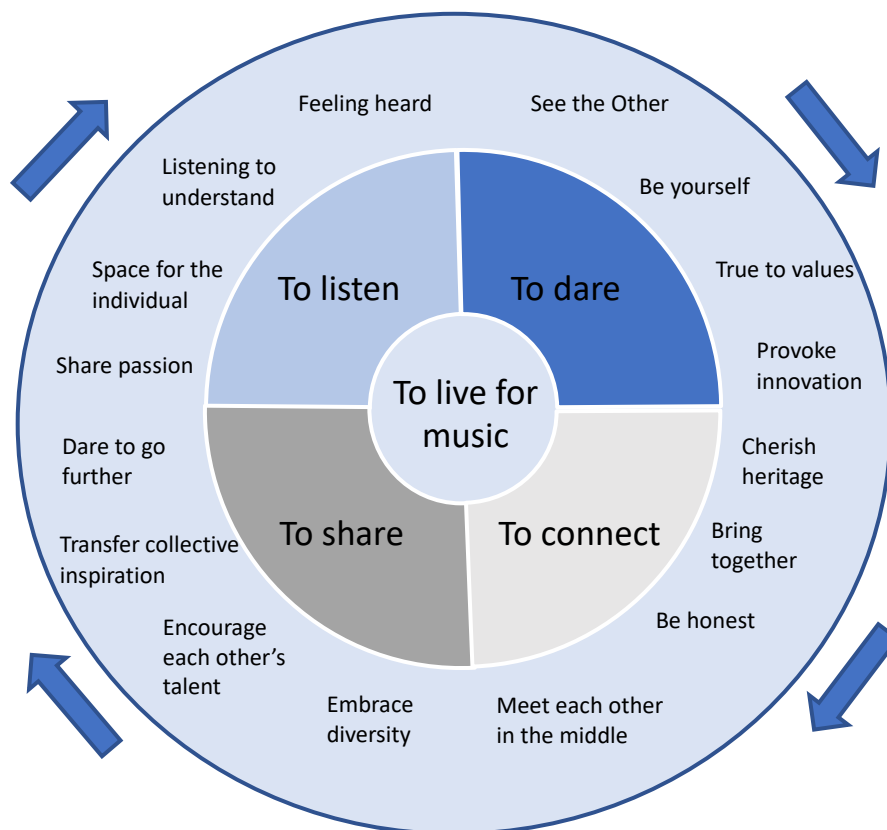 Feeling heard
See the Other
Listening to
understand
Be yourself
Space for the
individual
To listen
To dare
True to values
Share passion
Provoke
innovation
To live for
music
Dare to go
further
Cherish
heritage
To share
To connect
Transfer collective
inspiration
Bring
together
Encourage
each other’s
talent
Be honest
Embrace
diversity
Meet each other
in the middle